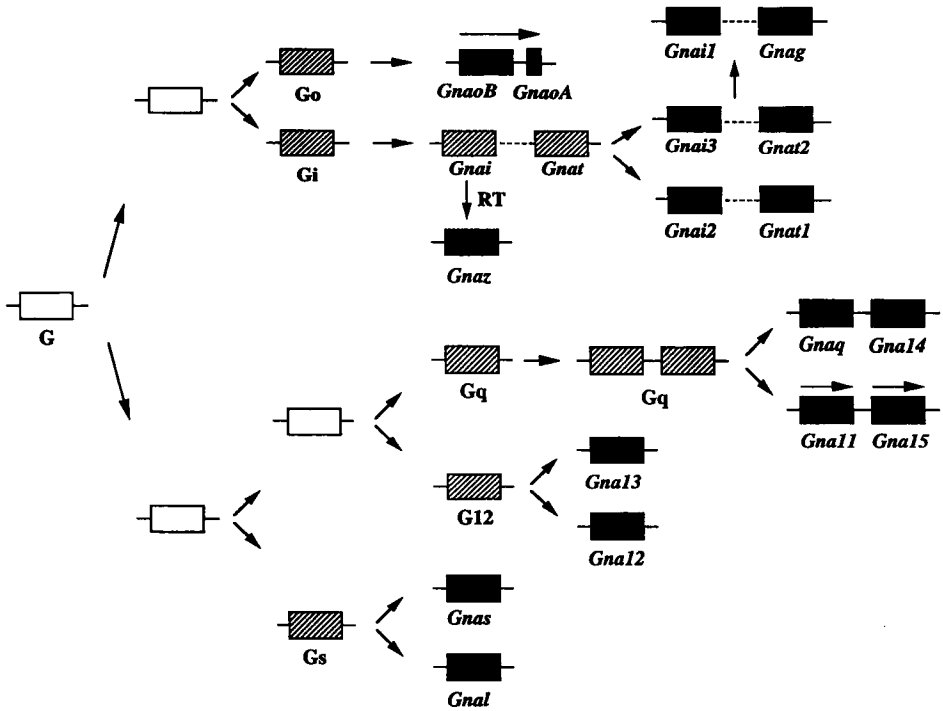 Gnai1 Gnag
Go GnaoB GnaoA
Gnai3 Gnat2
Gi Gnai Gnat
RT
Gnai2 Gnat1
Gnaz
G
Gnaq Gna14
Gq Gq
Gna11 Gna15
Gna13
G12
Gna12
Gnas
Gs
Gnal